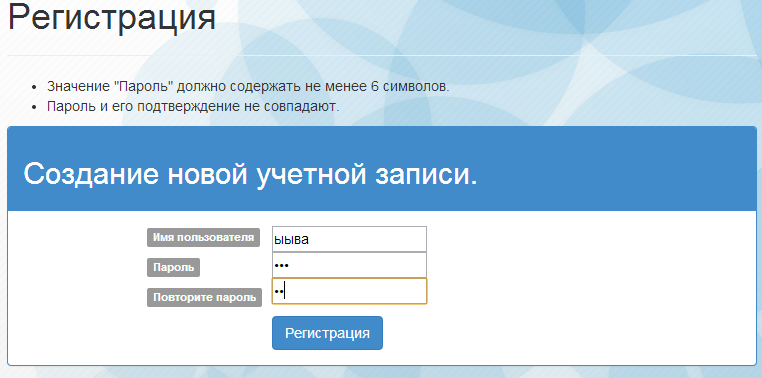 Регистрация
Значение "Пароль" должно содержать не менее 6 символов.
Пароль и его подтверждение не совпадают.
Создание новой учетной записи.
Имя пользователя ыыва
Пароль •••
Повторите пароль ••
Регистрация